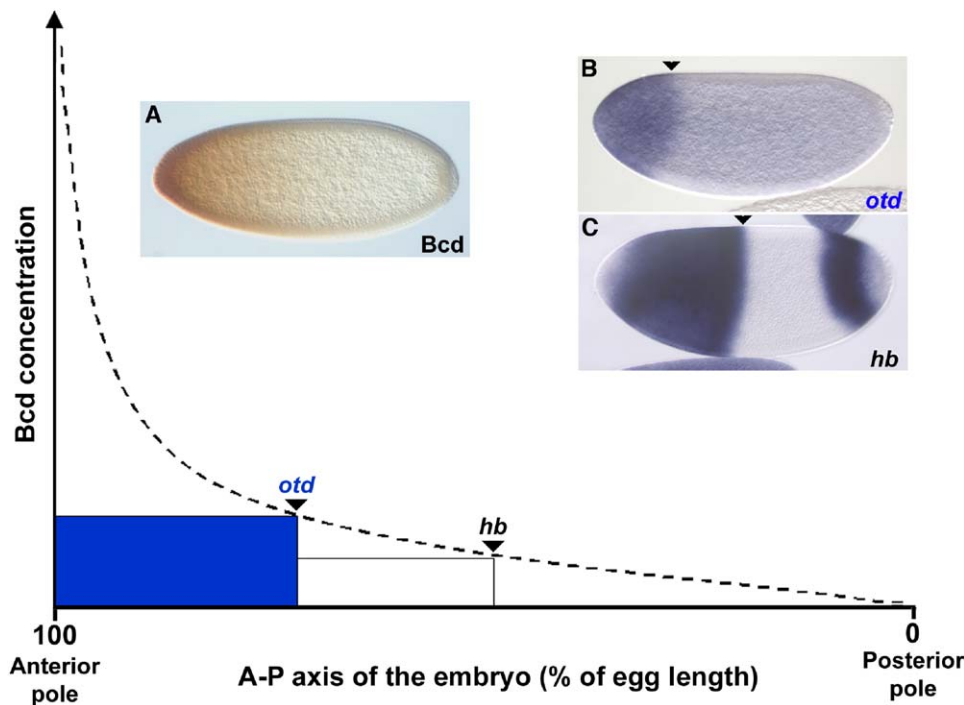 A
Bcd
B
otd
C
hb
Bcd concentration
otd
hb
100
Anterior
pole
A-P axis of the embryo (% of egg length)
0
Posterior
pole